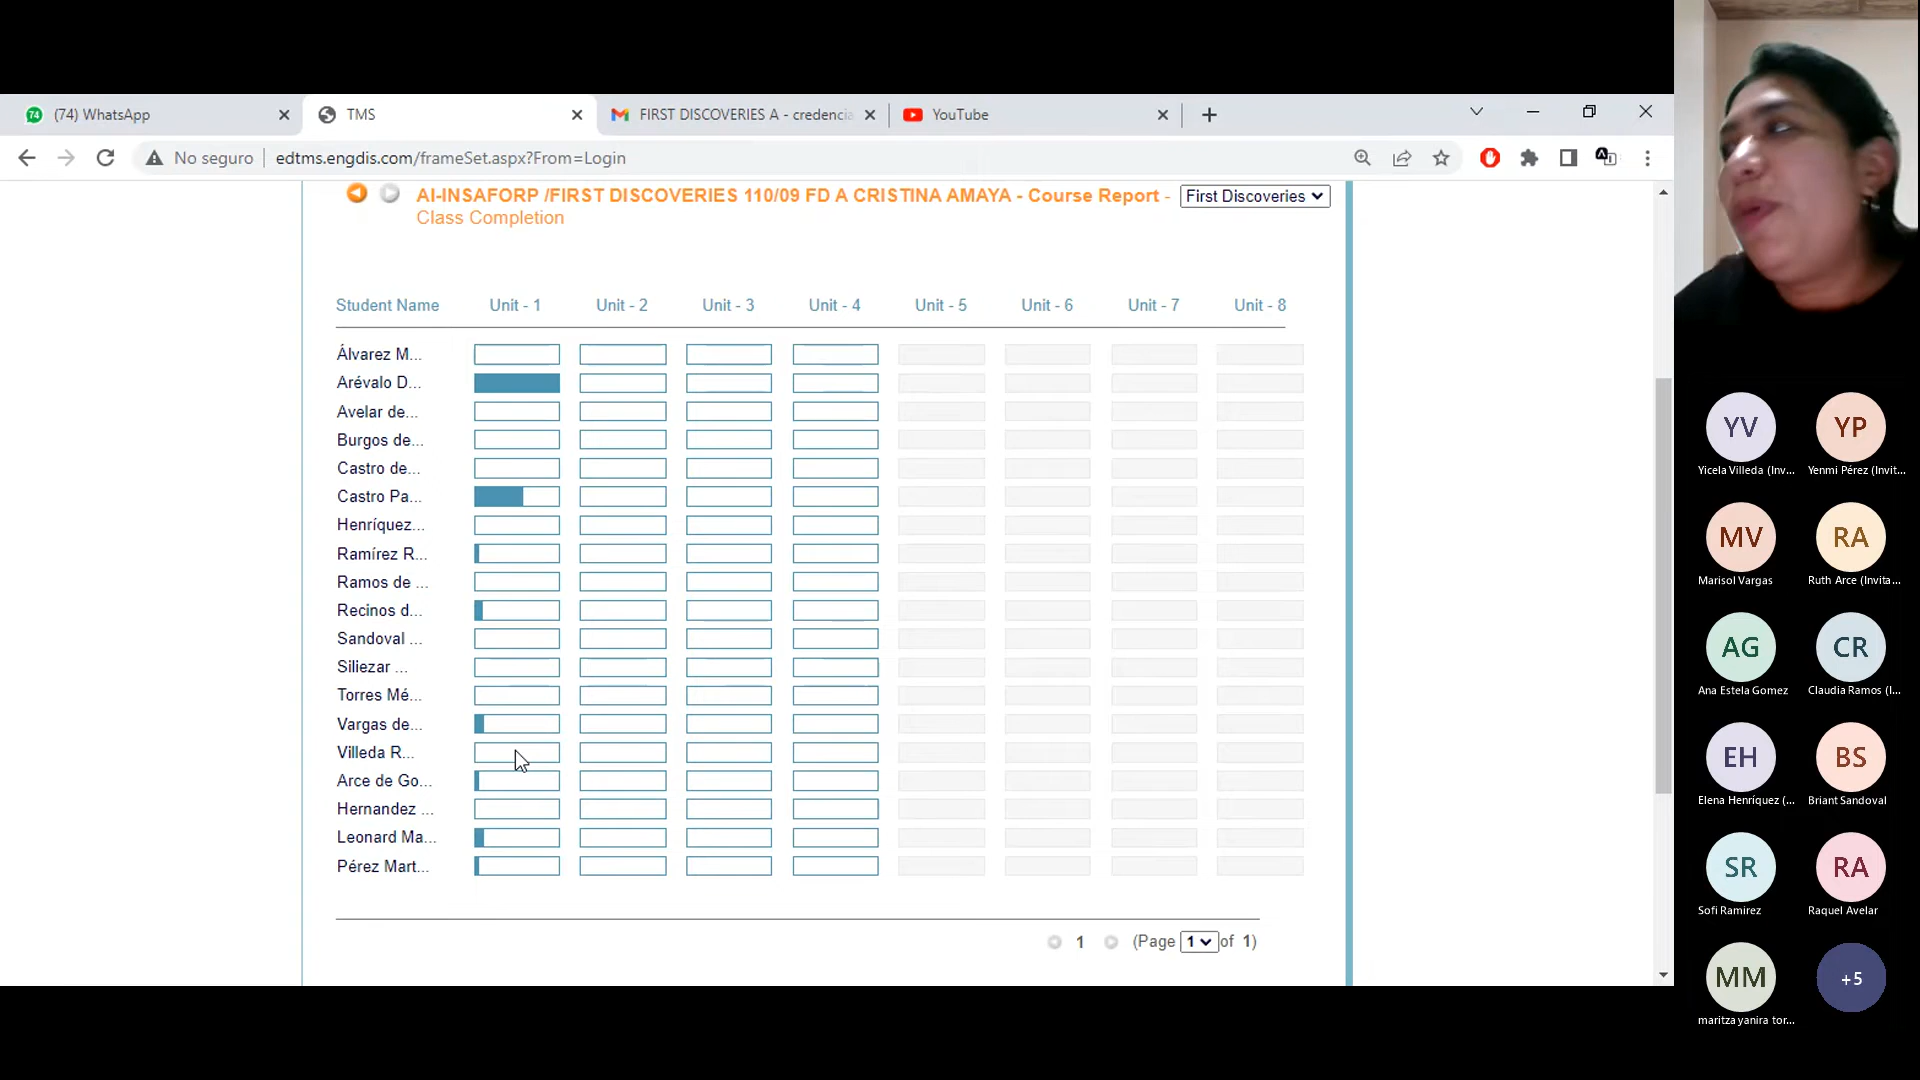 74
(74) WhatsApp
TMS
FIRST DISCOVERIES A - credencia
YouTube
No seguro
edtms.engdis.com/frameSet.aspx?From=Login
AI-INSAFORP /FIRST DISCOVERIES 110/09 FD A CRISTINA AMAYA - Course Report -
Class Completion
First Discoveries
Student Name Unit - 1 Unit - 2 Unit - 3 Unit - 4 Unit - 5 Unit - 6 Unit - 7 Unit - 8
Álvarez M...
Arévalo D...
Avelar de...
Burgos de...
Castro de...
Castro Pa...
Henríquez...
Ramírez R...
Ramos de ...
Recinos d...
Sandoval ...
Siliezar ...
Torres Mé...
Vargas de...
Villeda R...
Arce de Go...
Hernandez ...
Leonard Ma...
Pérez Mart...
1 (Page 1 of 1)
YV YP
Yicela Villeda (Inv... Yenmi Pérez (Invit...
MV RA
Marisol Vargas Ruth Arce (Invita...
AG CR
Ana Estela Gomez Claudia Ramos (I...
EH BS
Elena Henríquez (... Briant Sandoval
SR RA
Sofi Ramirez Raquel Avelar
MM +5
maritza yanira tor...